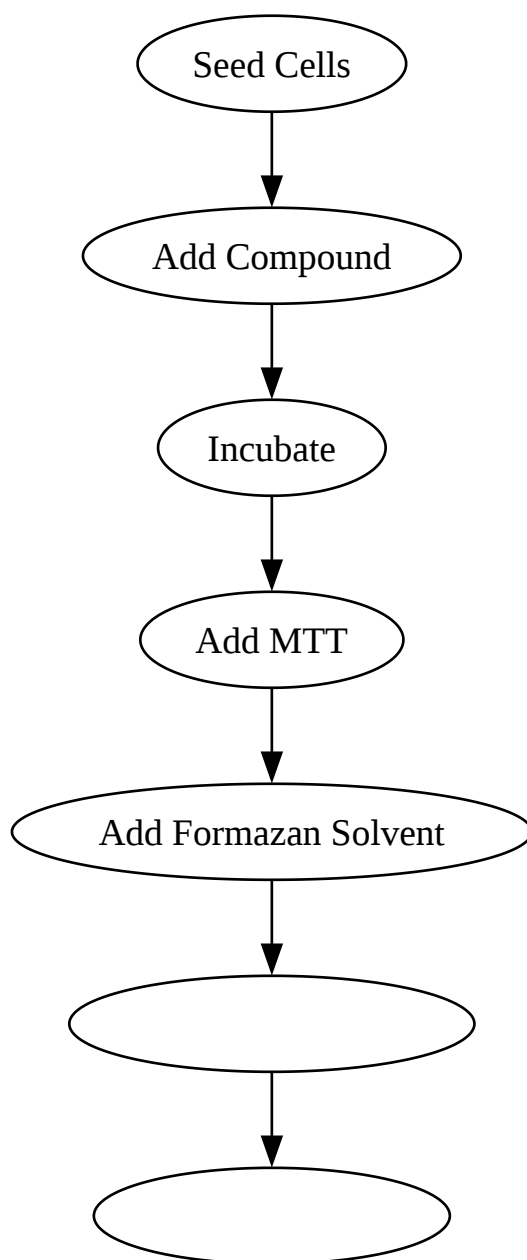 Seed Cells
Add Compound
Incubate
Add MTT
Add Formazan Solvent